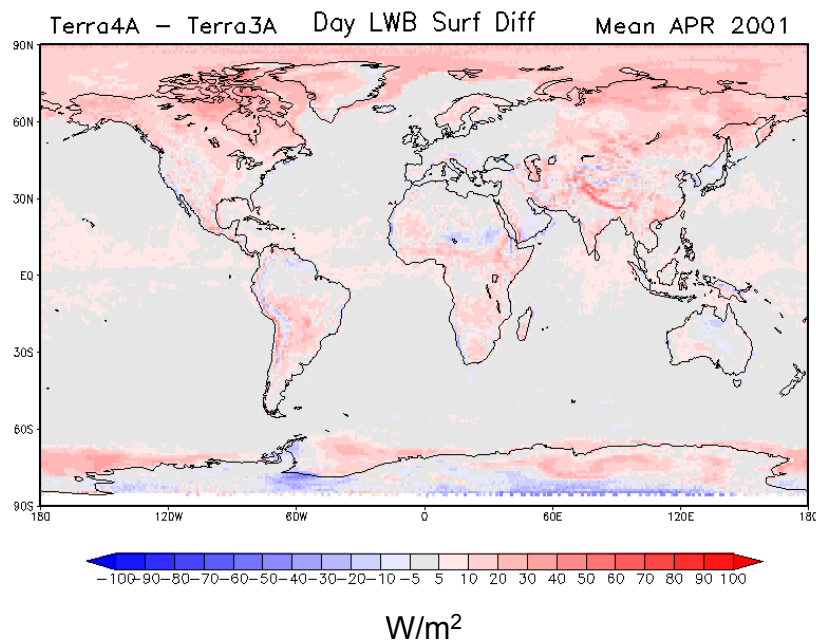 Terra4A − Terra3A Day LWB Surf Diff Mean APR 2001
90N
60N
30N
EQ
30S
60S
90S
180 120W 60W 0 60E 120E 180
−100 −90 −80 −70 −60 −50 −40 −30 −20 −10 −5 5 10 20 30 40 50 60 70 80 90 100
W/m²